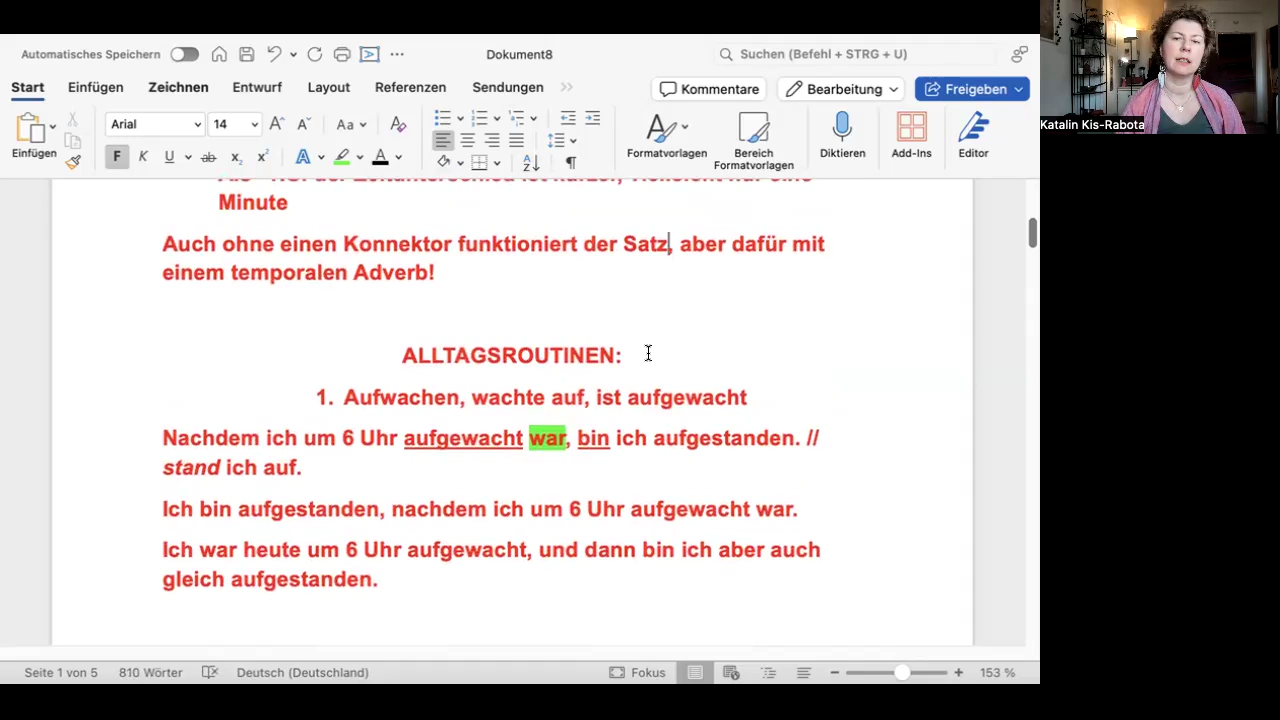 Automatisches Speichern
Dokument8
Suchen (Befehl + STRG + U)
Start Einfügen Zeichnen Entwurf Layout Referenzen Sendungen
Kommentare Bearbeitung Freigeben
Einfügen
Arial 14
Aa
F K U ab x₂ x²
Formatvorlagen
Bereich Formatvorlagen
Diktieren
Add-Ins
Editor
Katalin Kis-Rabota
Minute
Auch ohne einen Konnektor funktioniert der Satz, aber dafür mit
einem temporalen Adverb!
ALLTAGSROUTINEN:
1. Aufwachen, wachte auf, ist aufgewacht
Nachdem ich um 6 Uhr aufgewacht war, bin ich aufgestanden. //
stand ich auf.
Ich bin aufgestanden, nachdem ich um 6 Uhr aufgewacht war.
Ich war heute um 6 Uhr aufgewacht, und dann bin ich aber auch
gleich aufgestanden.
Seite 1 von 5 810 Wörter Deutsch (Deutschland) Fokus 153 %